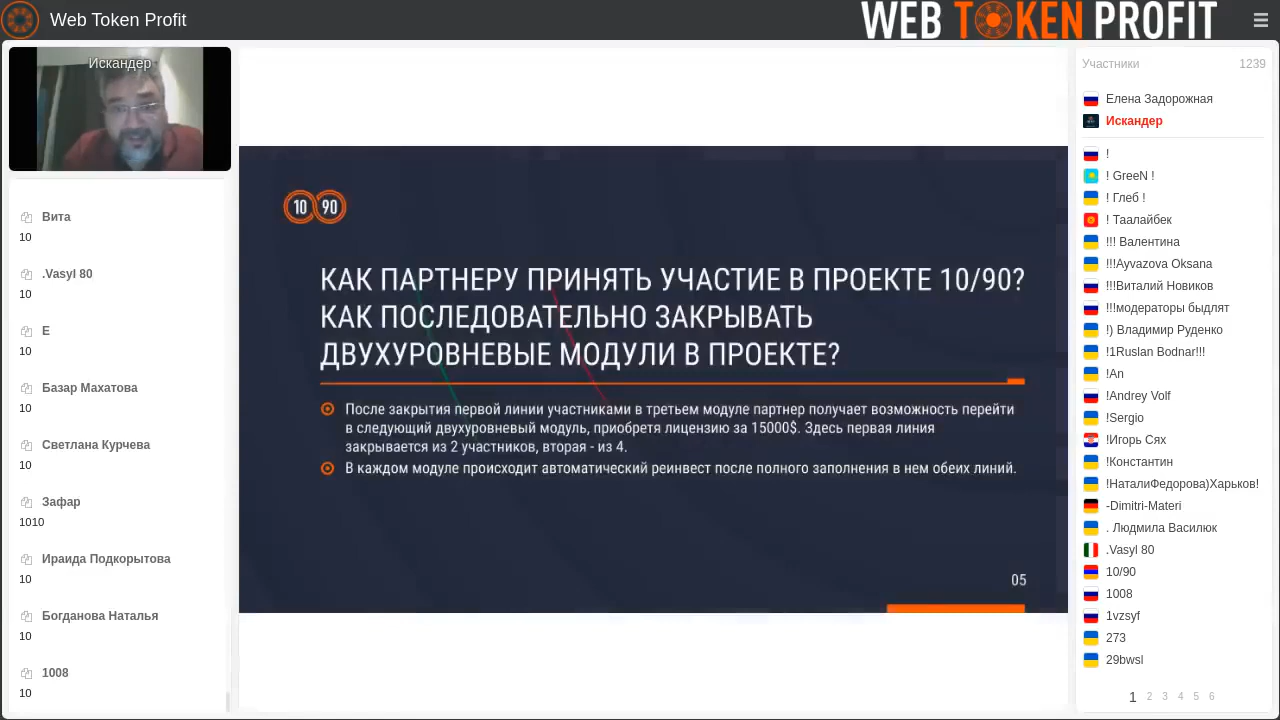 Web Token Profit
WEB TOKEN PROFIT
Искандер
Вита
10
.Vasyl 80
10
Е
10
Базар Махатова
10
Светлана Курчева
10
Зафар
1010
Ираида Подкорытова
10
Богданова Наталья
10
1008
10
10 90
КАК ПАРТНЕРУ ПРИНЯТЬ УЧАСТИЕ В ПРОЕКТЕ 10/90?
КАК ПОСЛЕДОВАТЕЛЬНО ЗАКРЫВАТЬ
ДВУХУРОВНЕВЫЕ МОДУЛИ В ПРОЕКТЕ?
После закрытия первой линии участниками в третьем модуле партнер получает возможность перейти
в следующий двухуровневый модуль, приобретя лицензию за 15000$. Здесь первая линия
закрывается из 2 участников, вторая - из 4.
В каждом модуле происходит автоматический реинвест после полного заполнения в нем обеих линий.
05
Участники 1239
Елена Задорожная
Искандер
!
! GreeN !
! Глеб !
! Таалайбек
!!! Валентина
!!!Ayvazova Oksana
!!!Виталий Новиков
!!!модераторы быдлят
!) Владимир Руденко
!1Ruslan Bodnar!!!
!An
!Andrey Volf
!Sergio
!Игорь Сях
!Константин
!НаталиФедорова)Харьков!
-Dimitri-Materi
. Людмила Василюк
.Vasyl 80
10/90
1008
1vzsyf
273
29bwsl
1 2 3 4 5 6